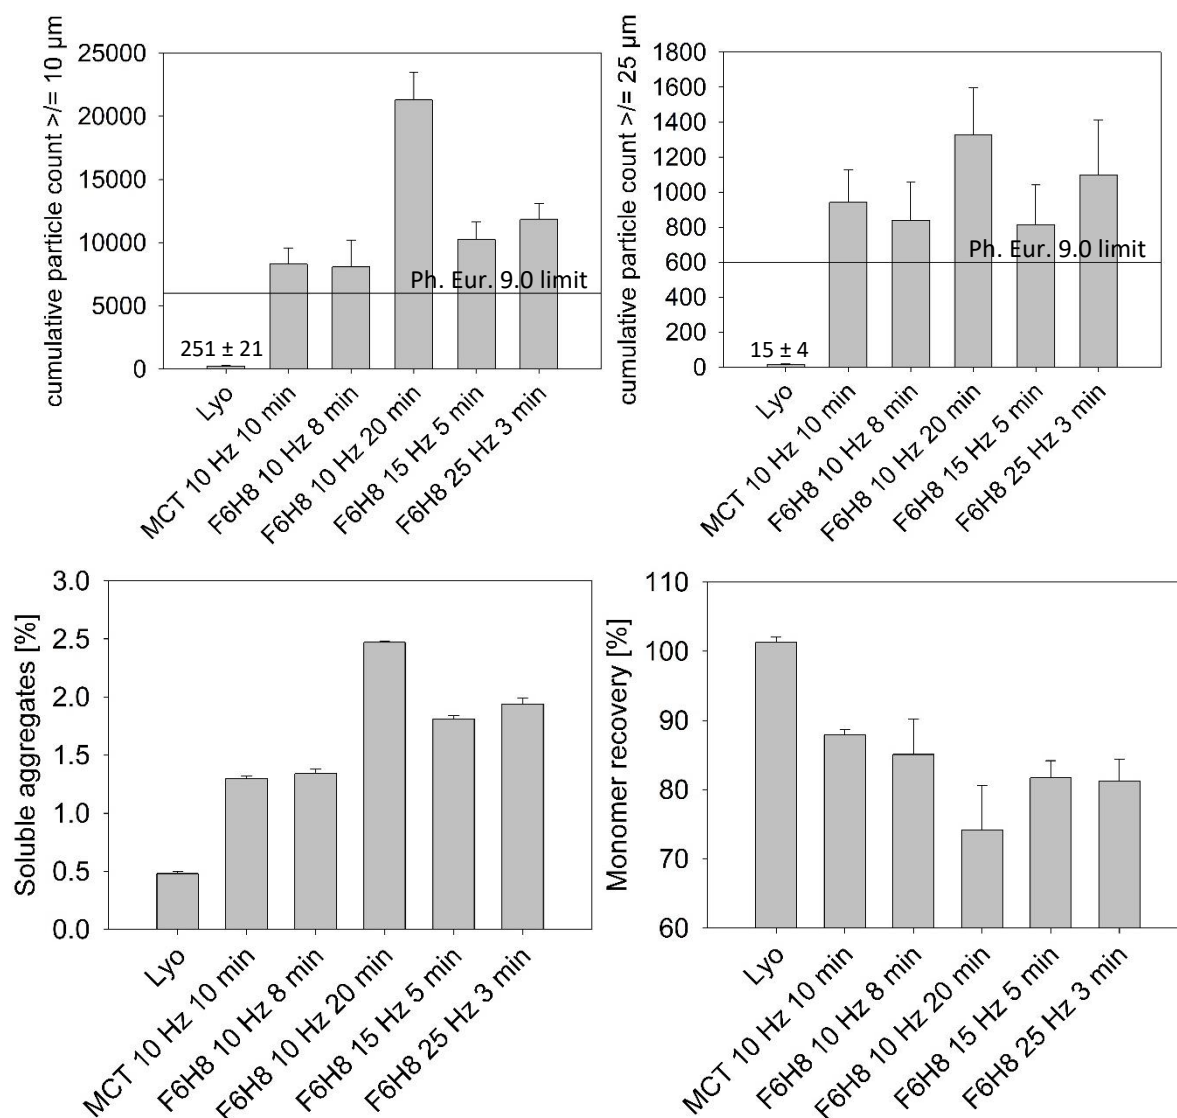 cumulative particle count >/= 10 µm
25000
20000
15000
10000
5000
0
251 ± 21
Ph. Eur. 9.0 limit
Lyo
MCT 10 Hz 10 min
F6H8 10 Hz 8 min
F6H8 10 Hz 20 min
F6H8 15 Hz 5 min
F6H8 25 Hz 3 min
cumulative particle count >/= 25 µm
1800
1600
1400
1200
1000
800
600
400
200
0
15 ± 4
Ph. Eur. 9.0 limit
Lyo
MCT 10 Hz 10 min
F6H8 10 Hz 8 min
F6H8 10 Hz 20 min
F6H8 15 Hz 5 min
F6H8 25 Hz 3 min
Soluble aggregates [%]
3.0
2.5
2.0
1.5
1.0
0.5
0.0
Lyo
MCT 10 Hz 10 min
F6H8 10 Hz 8 min
F6H8 10 Hz 20 min
F6H8 15 Hz 5 min
F6H8 25 Hz 3 min
Monomer recovery [%]
110
100
90
80
70
60
Lyo
MCT 10 Hz 10 min
F6H8 10 Hz 8 min
F6H8 10 Hz 20 min
F6H8 15 Hz 5 min
F6H8 25 Hz 3 min